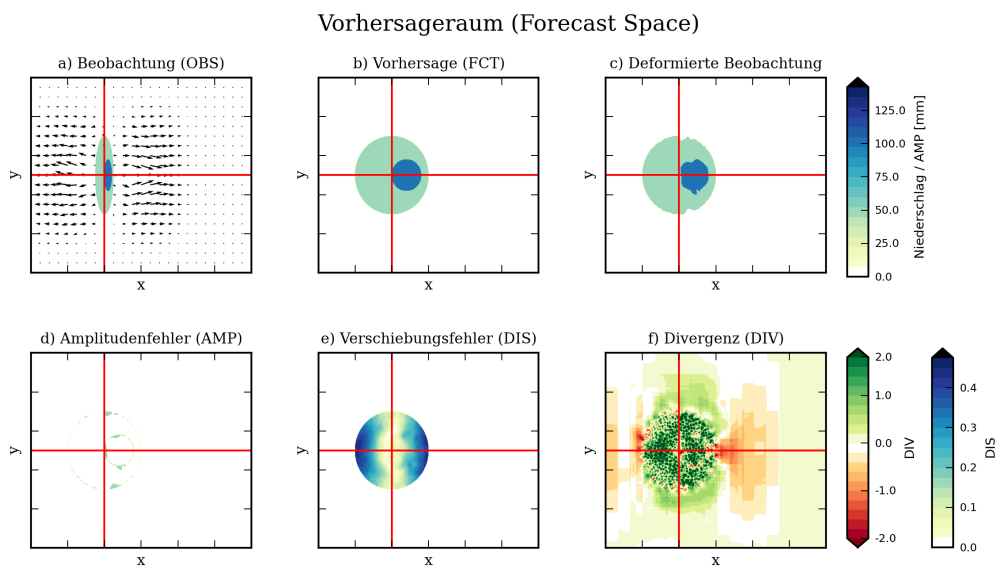 Vorhersageraum (Forecast Space)
a) Beobachtung (OBS)
b) Vorhersage (FCT)
c) Deformierte Beobachtung
y
x
y
x
y
x
125.0
100.0
75.0
50.0
25.0
0.0
Niederschlag / AMP [mm]
d) Amplitudenfehler (AMP)
e) Verschiebungsfehler (DIS)
f) Divergenz (DIV)
y
x
y
x
y
x
2.0
1.0
0.0
-1.0
-2.0
DIV
0.4
0.3
0.2
0.1
0.0
DIS